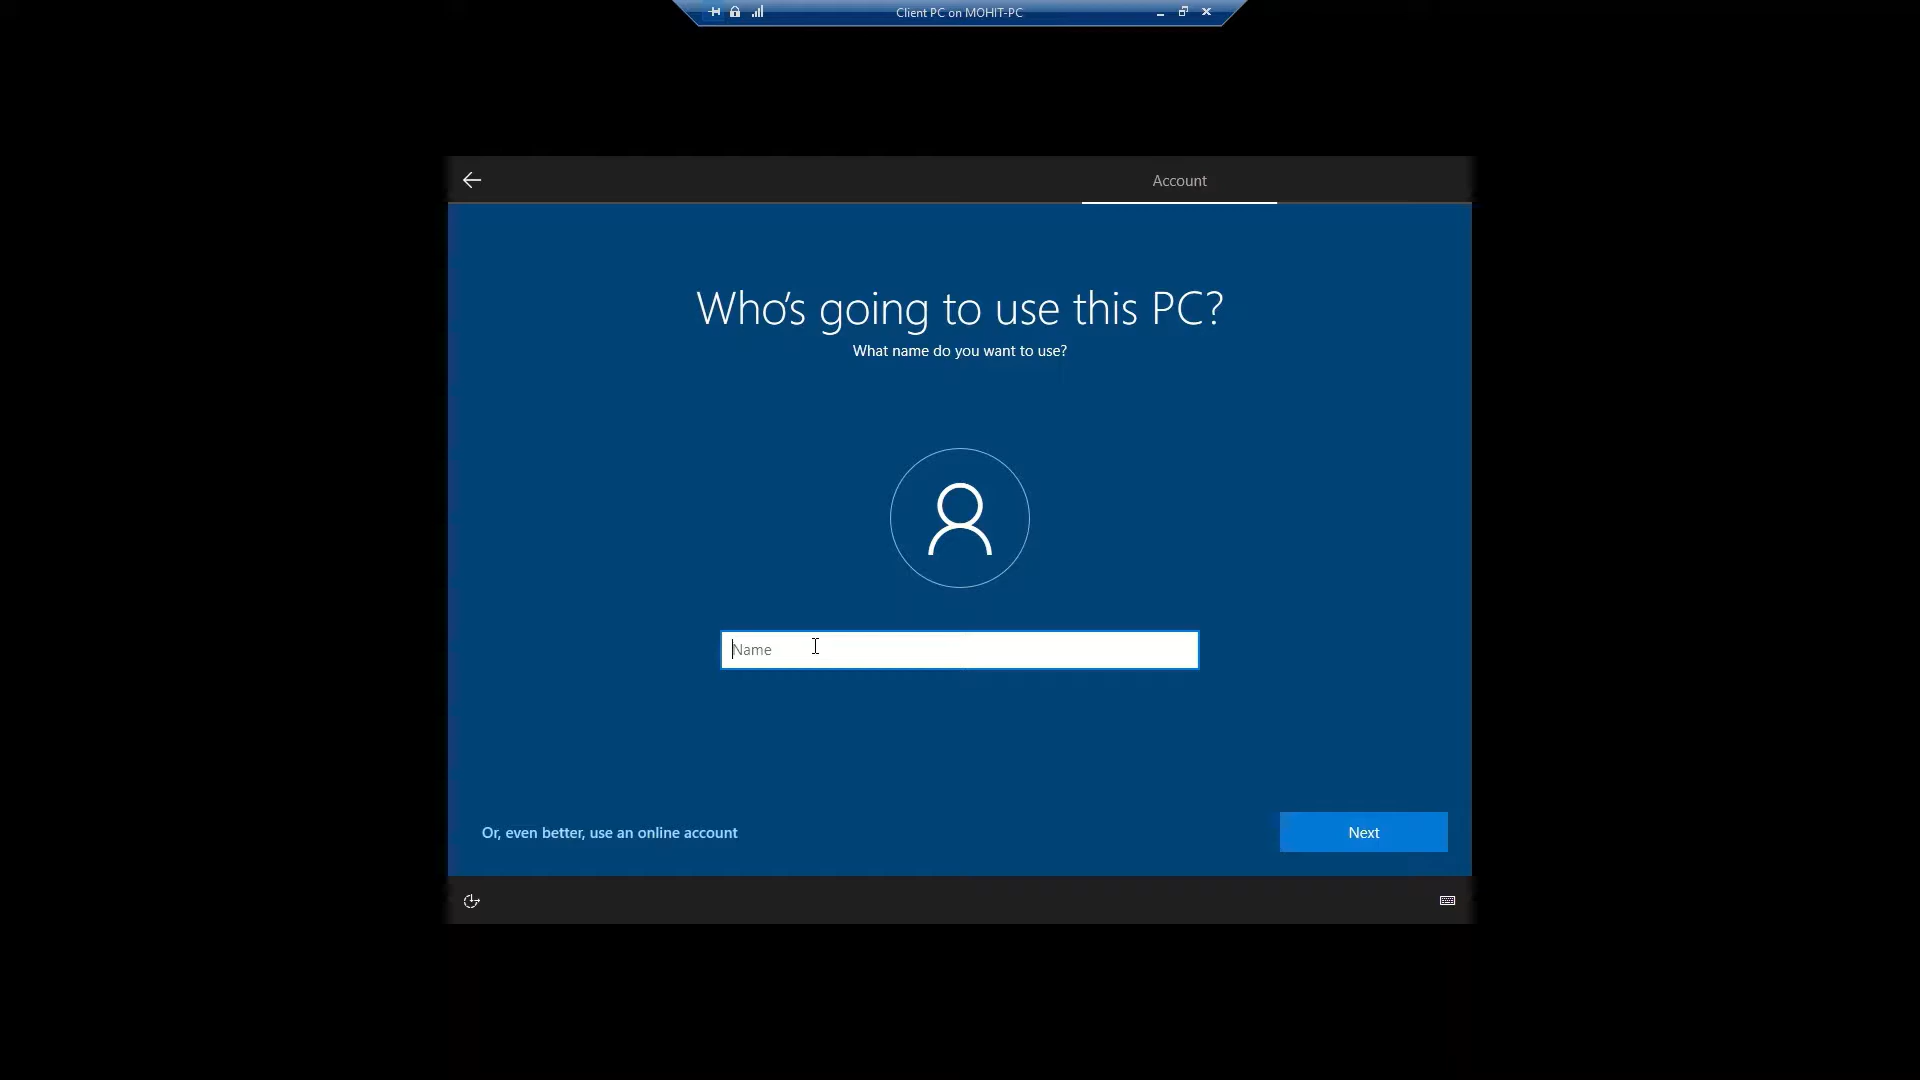 Client PC on MOHIT-PC
Account
Who's going to use this PC?
What name do you want to use?
Name
Or, even better, use an online account
Next